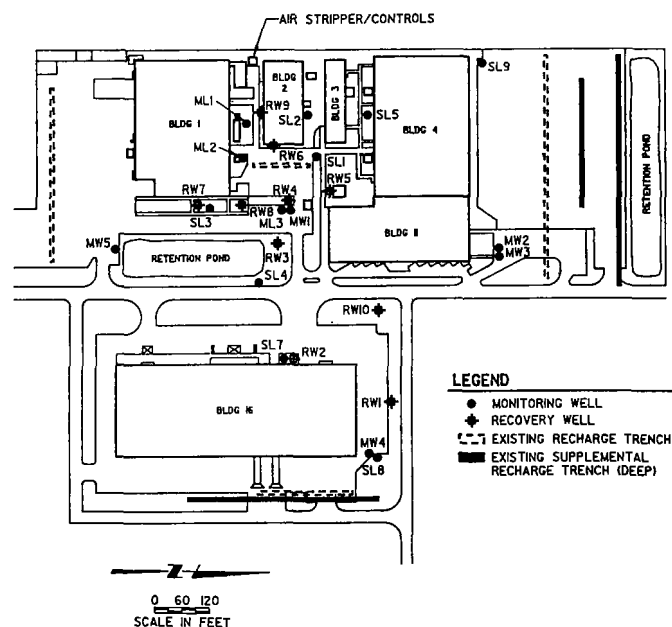 AIR STRIPPER/CONTROLS
BLDG 1
BLDG 2
BLDG 3
BLDG 4
SL9
ML1
RW9
SL2
SL5
ML2
RW6
SL1
RW7
RW4
RW5
SL3
RW8
ML3
MW1
BLDG 8
RETENTION POND
MW5
RETENTION POND
RW3
SL4
MW2
MW3
RW10
SL7
RW2
BLDG 16
RW1
MW4
SL8
LEGEND
MONITORING WELL
RECOVERY WELL
EXISTING RECHARGE TRENCH
EXISTING SUPPLEMENTAL
RECHARGE TRENCH (DEEP)
Z
0 60 120
SCALE IN FEET